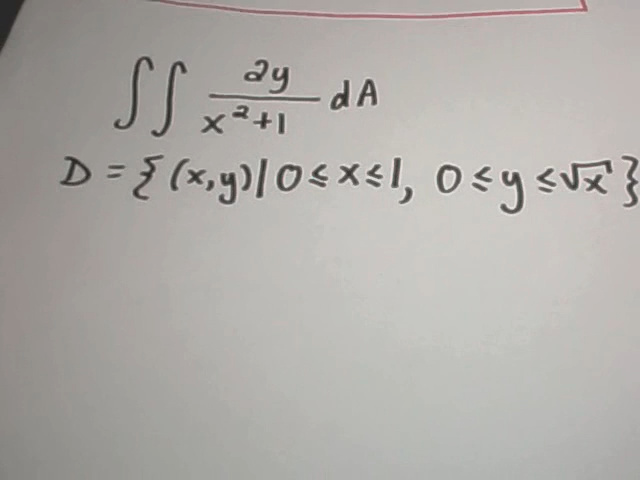 ∫∫ 2y/(x²+1) dA
D = {(x,y)| 0 ≤ x ≤ 1, 0 ≤ y ≤ √x}